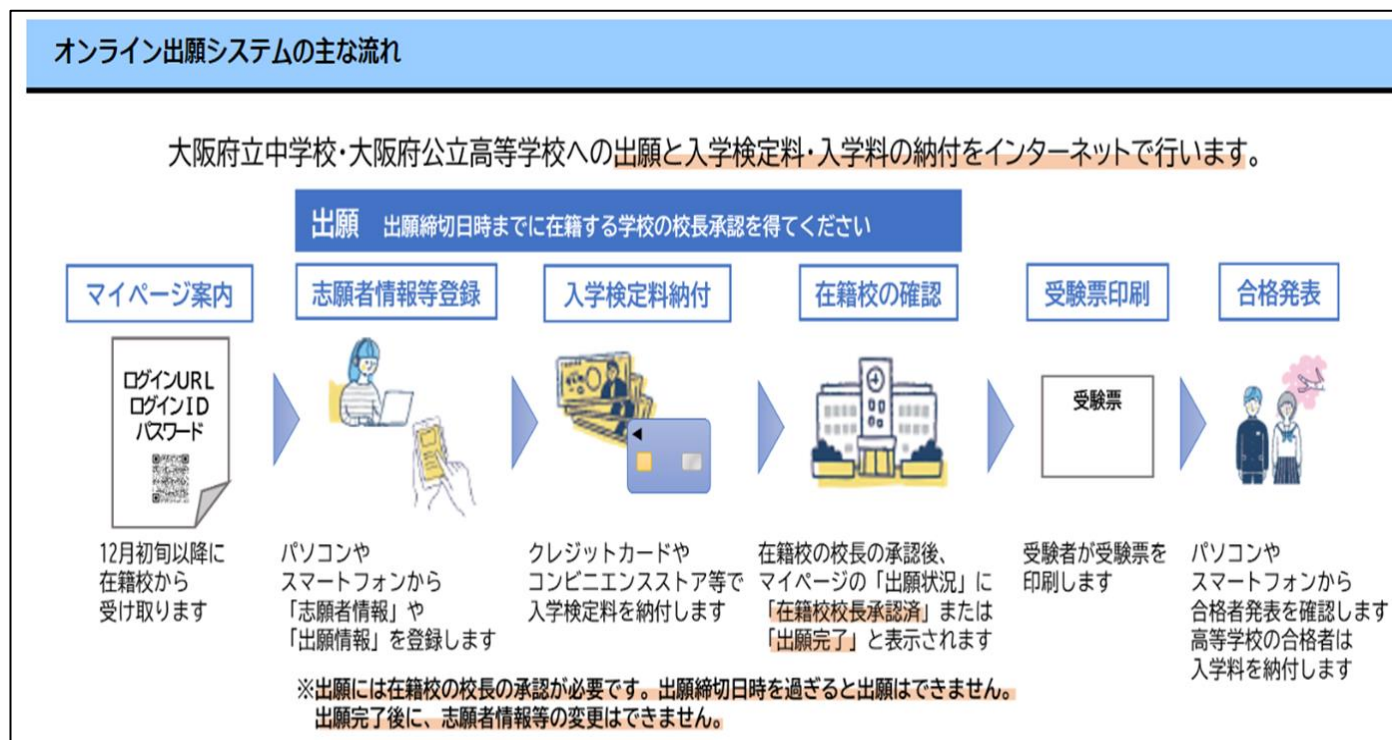 オンライン出願システムの主な流れ
大阪府立中学校・大阪府公立高等学校への出願と入学検定料・入学料の納付をインターネットで行います。
出願 出願締切日時までに在籍する学校の校長承認を得てください
マイページ案内
ログインURL
ログインID
パスワード
12月初旬以降に
在籍校から
受け取ります
志願者情報等登録
パソコンや
スマートフォンから
「志願者情報」や
「出願情報」を登録します
入学検定料納付
クレジットカードや
コンビニエンスストア等で
入学検定料を納付します
在籍校の確認
在籍校の校長の承認後、
マイページの「出願状況」に
「在籍校校長承認済」または
「出願完了」と表示されます
受験票印刷
受験票
受験者が受験票を
印刷します
合格発表
パソコンや
スマートフォンから
合格者発表を確認します
高等学校の合格者は
入学料を納付します
※出願には在籍校の校長の承認が必要です。出願締切日時を過ぎると出願はできません。
出願完了後に、志願者情報等の変更はできません。